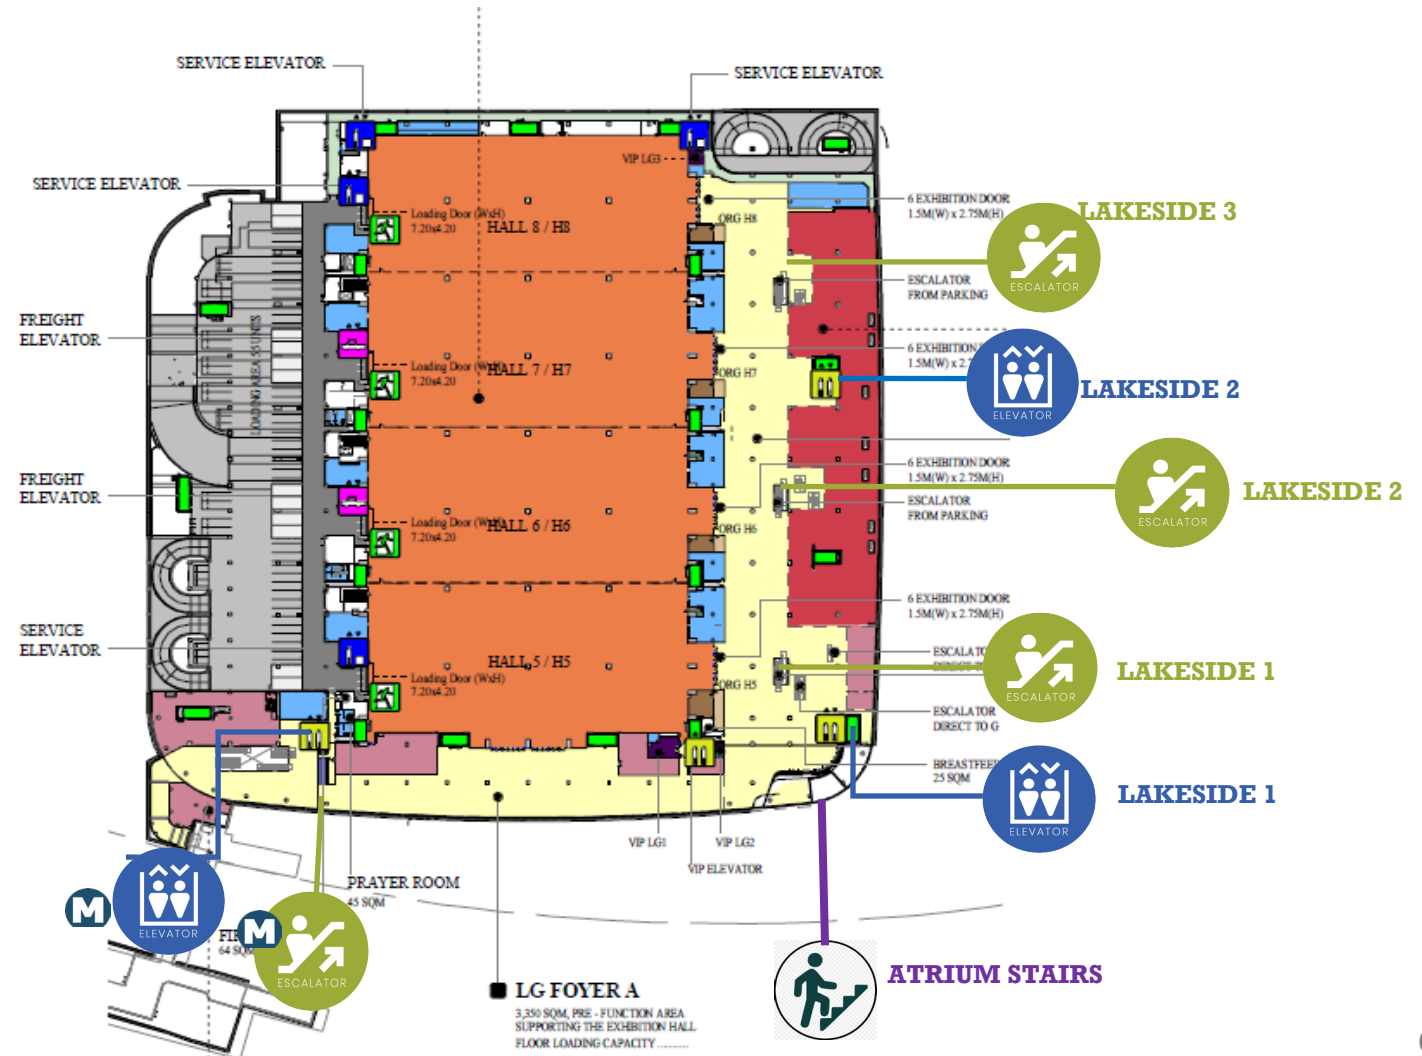 SERVICE ELEVATOR
SERVICE ELEVATOR
VIP LG3
SERVICE ELEVATOR
6 EXHIBITION DOOR
1.5M(W) x 2.75M(H)
LAKESIDE 3
Loading Door (WxH)
7.20x4.20
HALL 8 / H8
ORG H8
ESCALATOR
ESCALATOR
FROM PARKING
FREIGHT
ELEVATOR
LOADING AREA 55 UNITS
6 EXHIBITION
1.5M(W) x 2.7
Loading Door
7.20x4.20
HALL 7 / H7
ORG H7
LAKESIDE 2
ELEVATOR
6 EXHIBITION DOOR
1.5M(W) x 2.75M(H)
FREIGHT
ELEVATOR
LAKESIDE 2
ESCALATOR
ESCALATOR
FROM PARKING
Loading Door
7.20x4.20
HALL 6 / H6
ORG H6
6 EXHIBITION DOOR
1.5M(W) x 2.75M(H)
SERVICE
ELEVATOR
HALL 5 / H5
LAKESIDE 1
ESCALATOR
Loading Door (WxH)
7.20x4.20
ORG H5
ESCALATOR
DIRECT TO G
25 SQM
LAKESIDE 1
ELEVATOR
VIP LG1
VIP LG2
VIP ELEVATOR
PRAYER ROOM
45 SQM
M
ELEVATOR
M
64 SQM
ESCALATOR
ATRIUM STAIRS
LG FOYER A
3,350 SQM, PRE - FUNCTION AREA
SUPPORTING THE EXHIBITION HALL
FLOOR LOADING CAPACITY ............